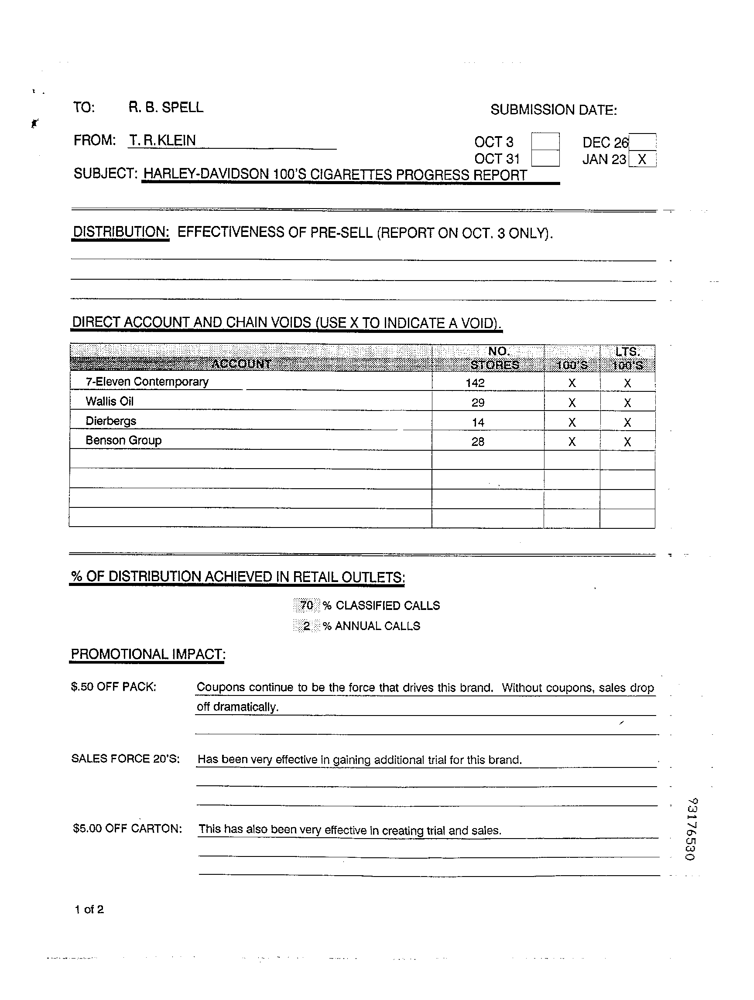 TO: R. B. SPELL
SUBMISSION DATE:
FROM: T. R. KLEIN
OCT 3 DEC 26
OCT 31 JAN 23 X
SUBJECT: HARLEY-DAVIDSON 100'S CIGARETTES PROGRESS REPORT
DISTRIBUTION: EFFECTIVENESS OF PRE-SELL (REPORT ON OCT. 3 ONLY).
DIRECT ACCOUNT AND CHAIN VOIDS (USE X TO INDICATE A VOID).
NO. LTS.
ACCOUNT STORES 100'S 100'S
7-Eleven Contemporary 142 X X
Wallis Oil 29 X X
Dierbergs 14 X X
Benson Group 28 X X
% OF DISTRIBUTION ACHIEVED IN RETAIL OUTLETS:
70 % CLASSIFIED CALLS
2 % ANNUAL CALLS
PROMOTIONAL IMPACT:
$.50 OFF PACK: Coupons continue to be the force that drives this brand. Without coupons, sales drop
off dramatically.
SALES FORCE 20'S: Has been very effective in gaining additional trial for this brand.
$5.00 OFF CARTON: This has also been very effective in creating trial and sales.
93176530
1 of 2